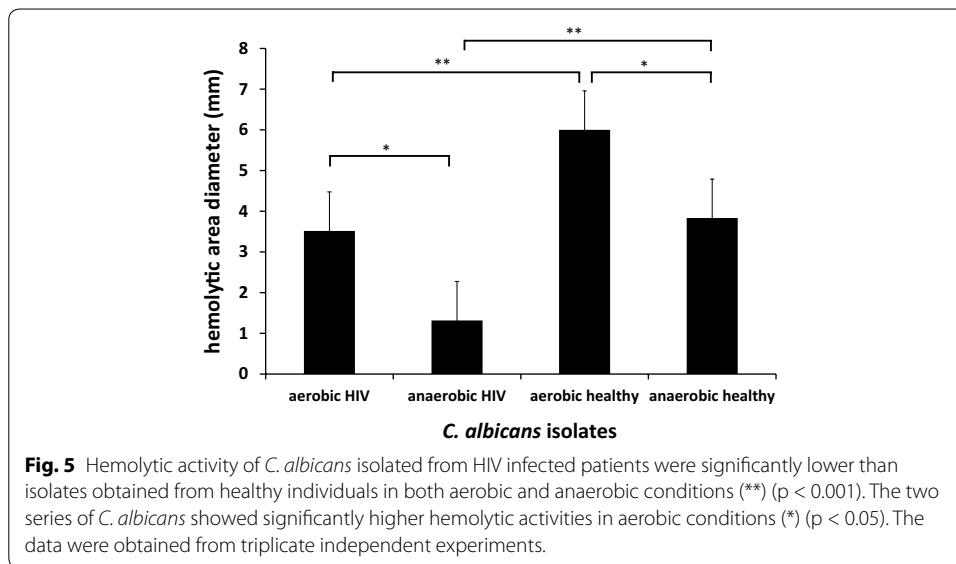 **
**
*
*
8
7
6
5
4
3
2
1
0
hemolytic area diameter (mm)
aerobic HIV anaerobic HIV aerobic healthy anaerobic healthy
C. albicans isolates
Fig. 5 Hemolytic activity of C. albicans isolated from HIV infected patients were significantly lower than
isolates obtained from healthy individuals in both aerobic and anaerobic conditions (**) (p < 0.001). The two
series of C. albicans showed significantly higher hemolytic activities in aerobic conditions (*) (p < 0.05). The
data were obtained from triplicate independent experiments.